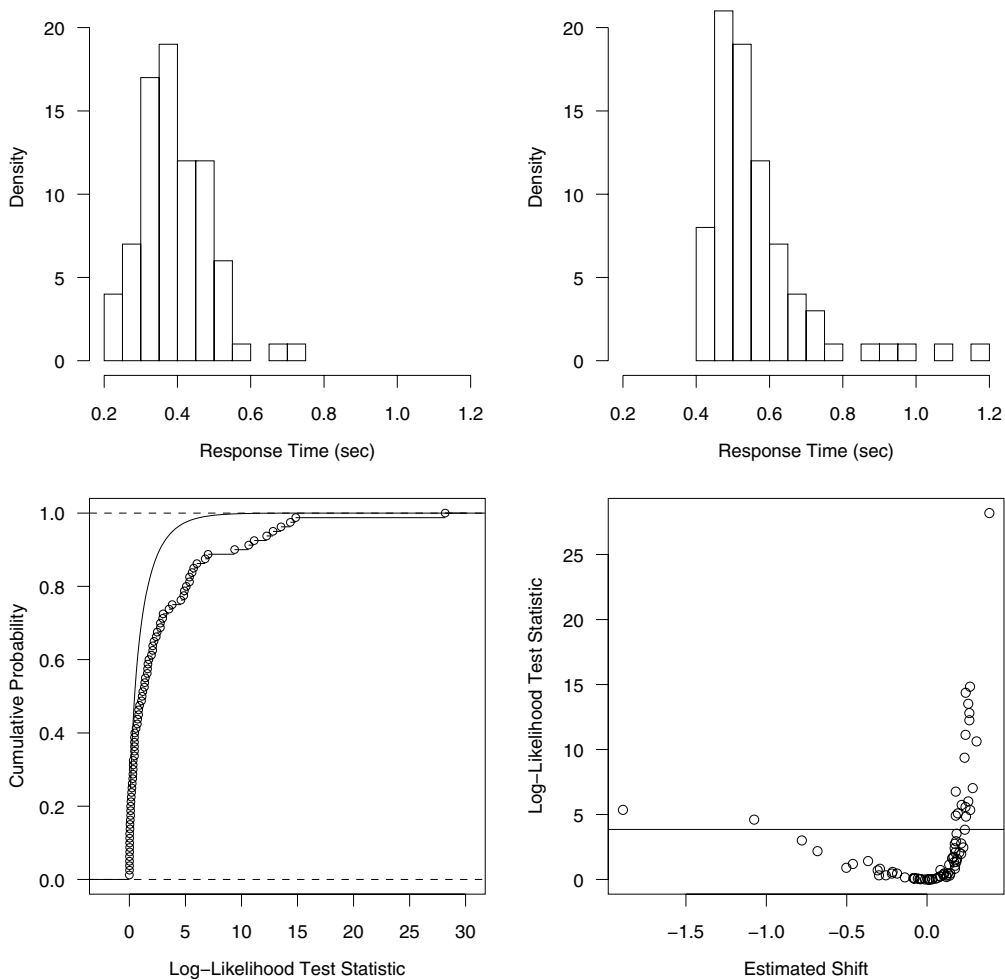 20
15
10
5
0
Density
0.2 0.4 0.6 0.8 1.0 1.2
Response Time (sec)
20
15
10
5
0
Density
0.2 0.4 0.6 0.8 1.0 1.2
Response Time (sec)
1.0
0.8
0.6
0.4
0.2
0.0
Cumulative Probability
0 5 10 15 20 25 30
Log−Likelihood Test Statistic
25
20
15
10
5
0
Log−Likelihood Test Statistic
−1.5 −1.0 −0.5 0.0
Estimated Shift